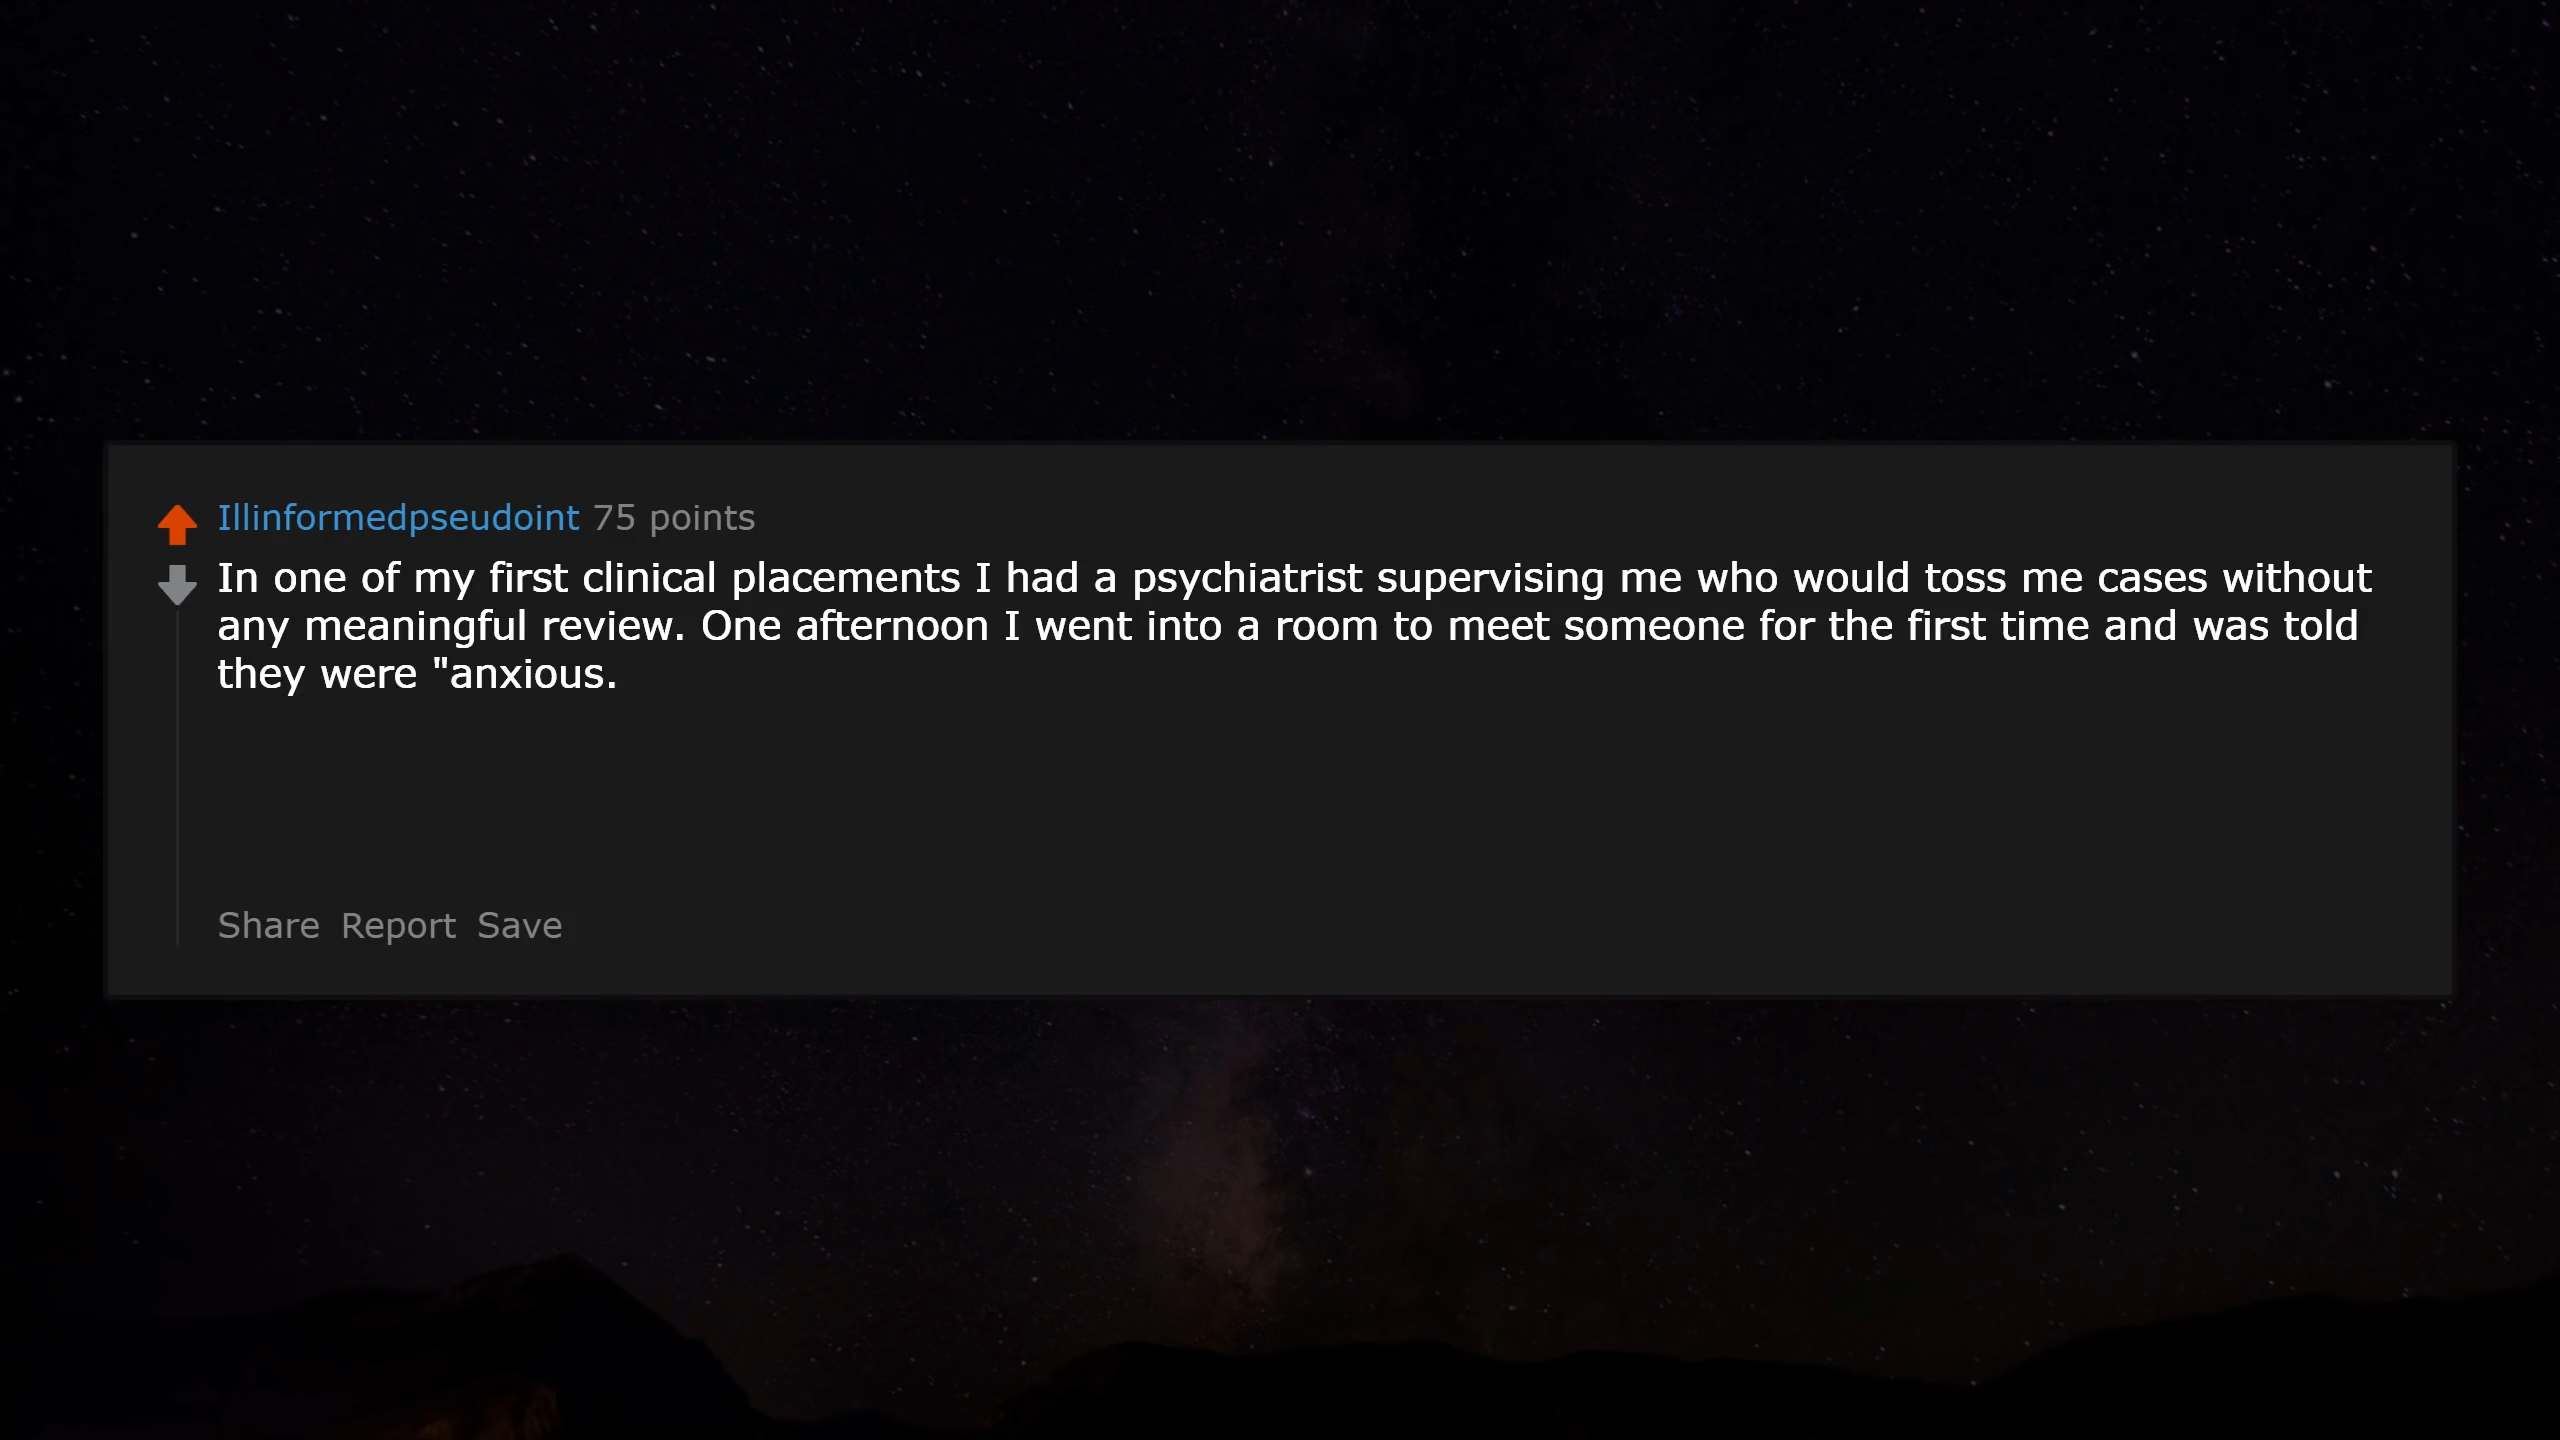 Illinformedpseudoint 75 points
In one of my first clinical placements I had a psychiatrist supervising me who would toss me cases without
any meaningful review. One afternoon I went into a room to meet someone for the first time and was told
they were "anxious.
Share Report Save